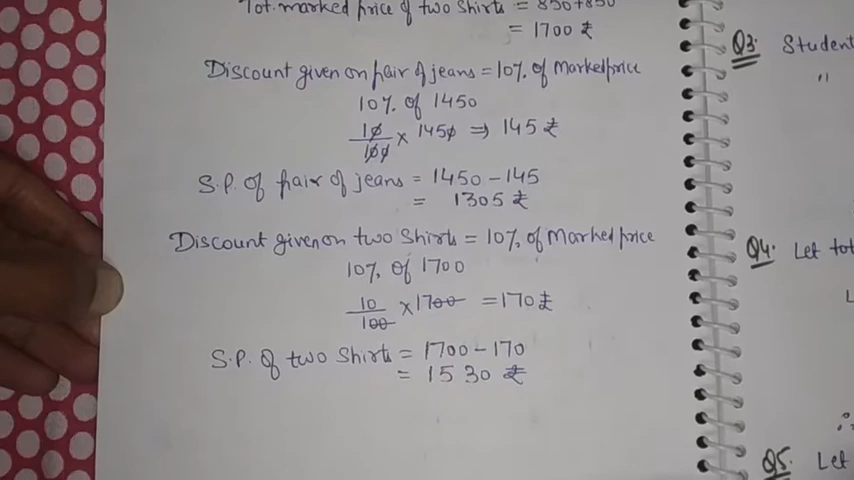 Tot. marked price of two shirts = 850+850
= 1700 ₹
Discount given on pair of jeans = 10% of Marked price
10% of 1450
10/100 × 1450 ⇒ 145 ₹
S.P. Of pair of jeans = 1450 - 145
= 1305 ₹
Discount given on two Shirts = 10% of Marked price
10% of 1700
10/100 × 1700 = 170 ₹
S.P. Of two Shirts = 1700 - 170
= 1530 ₹
Q3. Student
"
Q4. Let tot
L
∴
Q5. Let